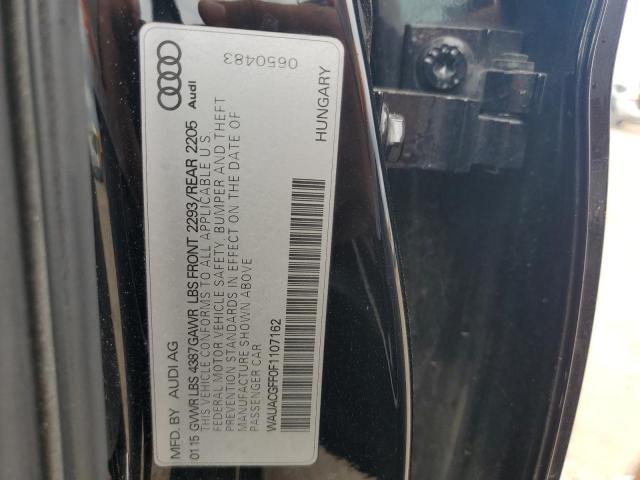 MFD. BY AUDI AG
Audi
0115 GVWR LBS 4387 GAWR LBS FRONT 2293/REAR 2205
THIS VEHICLE CONFORMS TO ALL APPLICABLE U.S.
FEDERAL MOTOR VEHICLE SAFETY, BUMPER AND THEFT
PREVENTION STANDARDS IN EFFECT ON THE DATE OF
MANUFACTURE SHOWN ABOVE
PASSENGER CAR
WAUACGFF0F1107162
HUNGARY
0650483